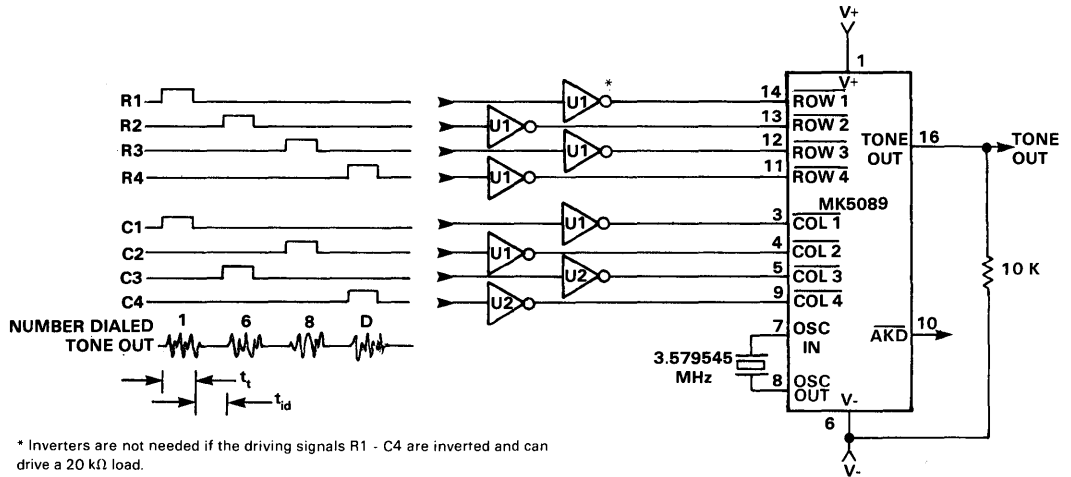 V+
1
V+
R1
U1
*
14
ROW 1
R2
U1
13
ROW 2
R3
U1
12
ROW 3
TONE OUT
16
TONE OUT
R4
U1
11
ROW 4
MK5089
C1
U1
3
COL 1
C2
U1
4
COL 2
C3
U2
5
COL 3
10 K
C4
U2
9
COL 4
NUMBER DIALED
1 6 8 D
TONE OUT
7
OSC IN
AKD
10
3.579545
MHz
8
OSC OUT
tt
tid
V-
6
V-
* Inverters are not needed if the driving signals R1 - C4 are inverted and can
drive a 20 kΩ load.